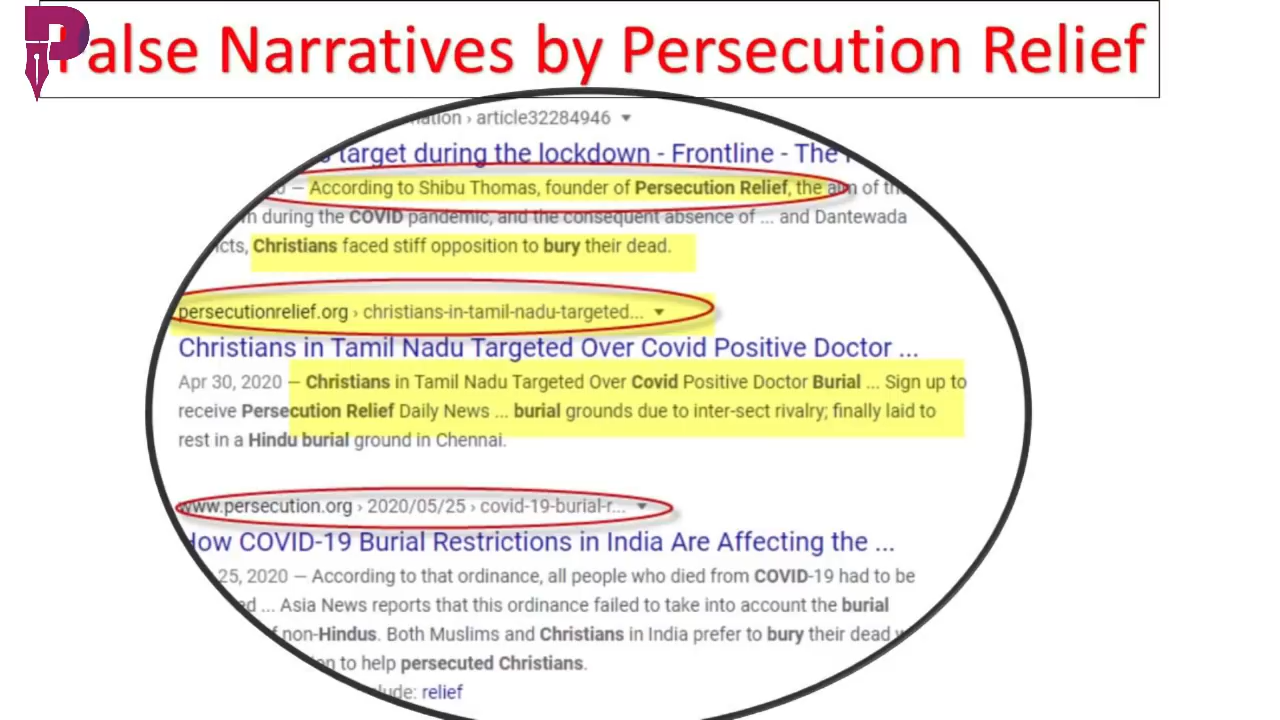 False Narratives by Persecution Relief
article32284946
target during the lockdown - Frontline - The
— According to Shibu Thomas, founder of Persecution Relief, the aim of the
during the COVID pandemic, and the consequent absence of ... and Dantewada
Christians faced stiff opposition to bury their dead.
persecutionrelief.org › christians-in-tamil-nadu-targeted...
Christians in Tamil Nadu Targeted Over Covid Positive Doctor ...
Apr 30, 2020 — Christians in Tamil Nadu Targeted Over Covid Positive Doctor Burial ... Sign up to
receive Persecution Relief Daily News ... burial grounds due to inter-sect rivalry; finally laid to
rest in a Hindu burial ground in Chennai.
www.persecution.org › 2020/05/25 › covid-19-burial-r...
How COVID-19 Burial Restrictions in India Are Affecting the ...
25, 2020 — According to that ordinance, all people who died from COVID-19 had to be
... Asia News reports that this ordinance failed to take into account the burial
non-Hindus. Both Muslims and Christians in India prefer to bury their dead
to help persecuted Christians.
relief